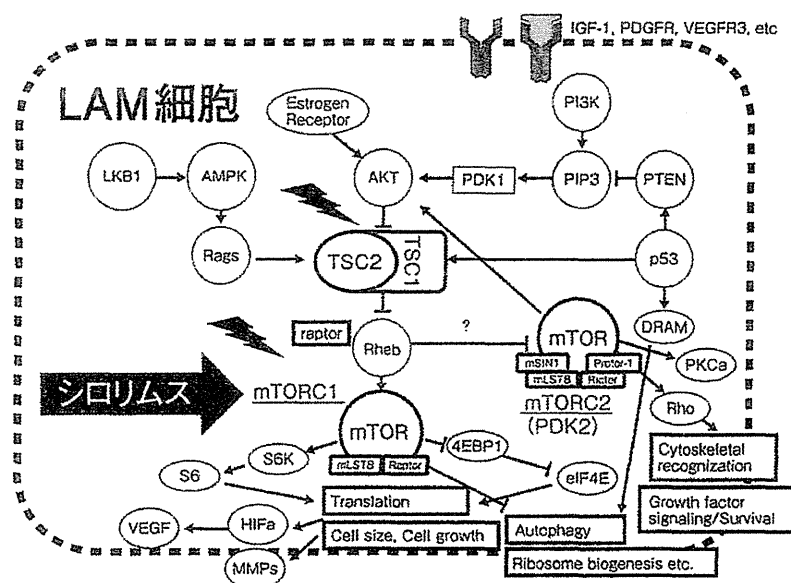 IGF-1, PDGFR, VEGFR3, etc
LAM細胞
Estrogen
Receptor
PI3K
LKB1
AMPK
AKT
PDK1
PIP3
PTEN
Rags
TSC2
TSC1
p53
raptor
Rheb
?
mTOR
DRAM
mSIN1
Protor-1
mLST8
Rictor
PKCa
シロリムス
mTORC1
mTORC2
(PDK2)
Rho
mTOR
mLST8
Raptor
4EBP1
S6K
S6
eIF4E
Cytoskeletal
recognization
Translation
Growth factor
signaling/Survival
VEGF
HIFa
Cell size, Cell growth
Autophagy
MMPs
Ribosome biogenesis etc.